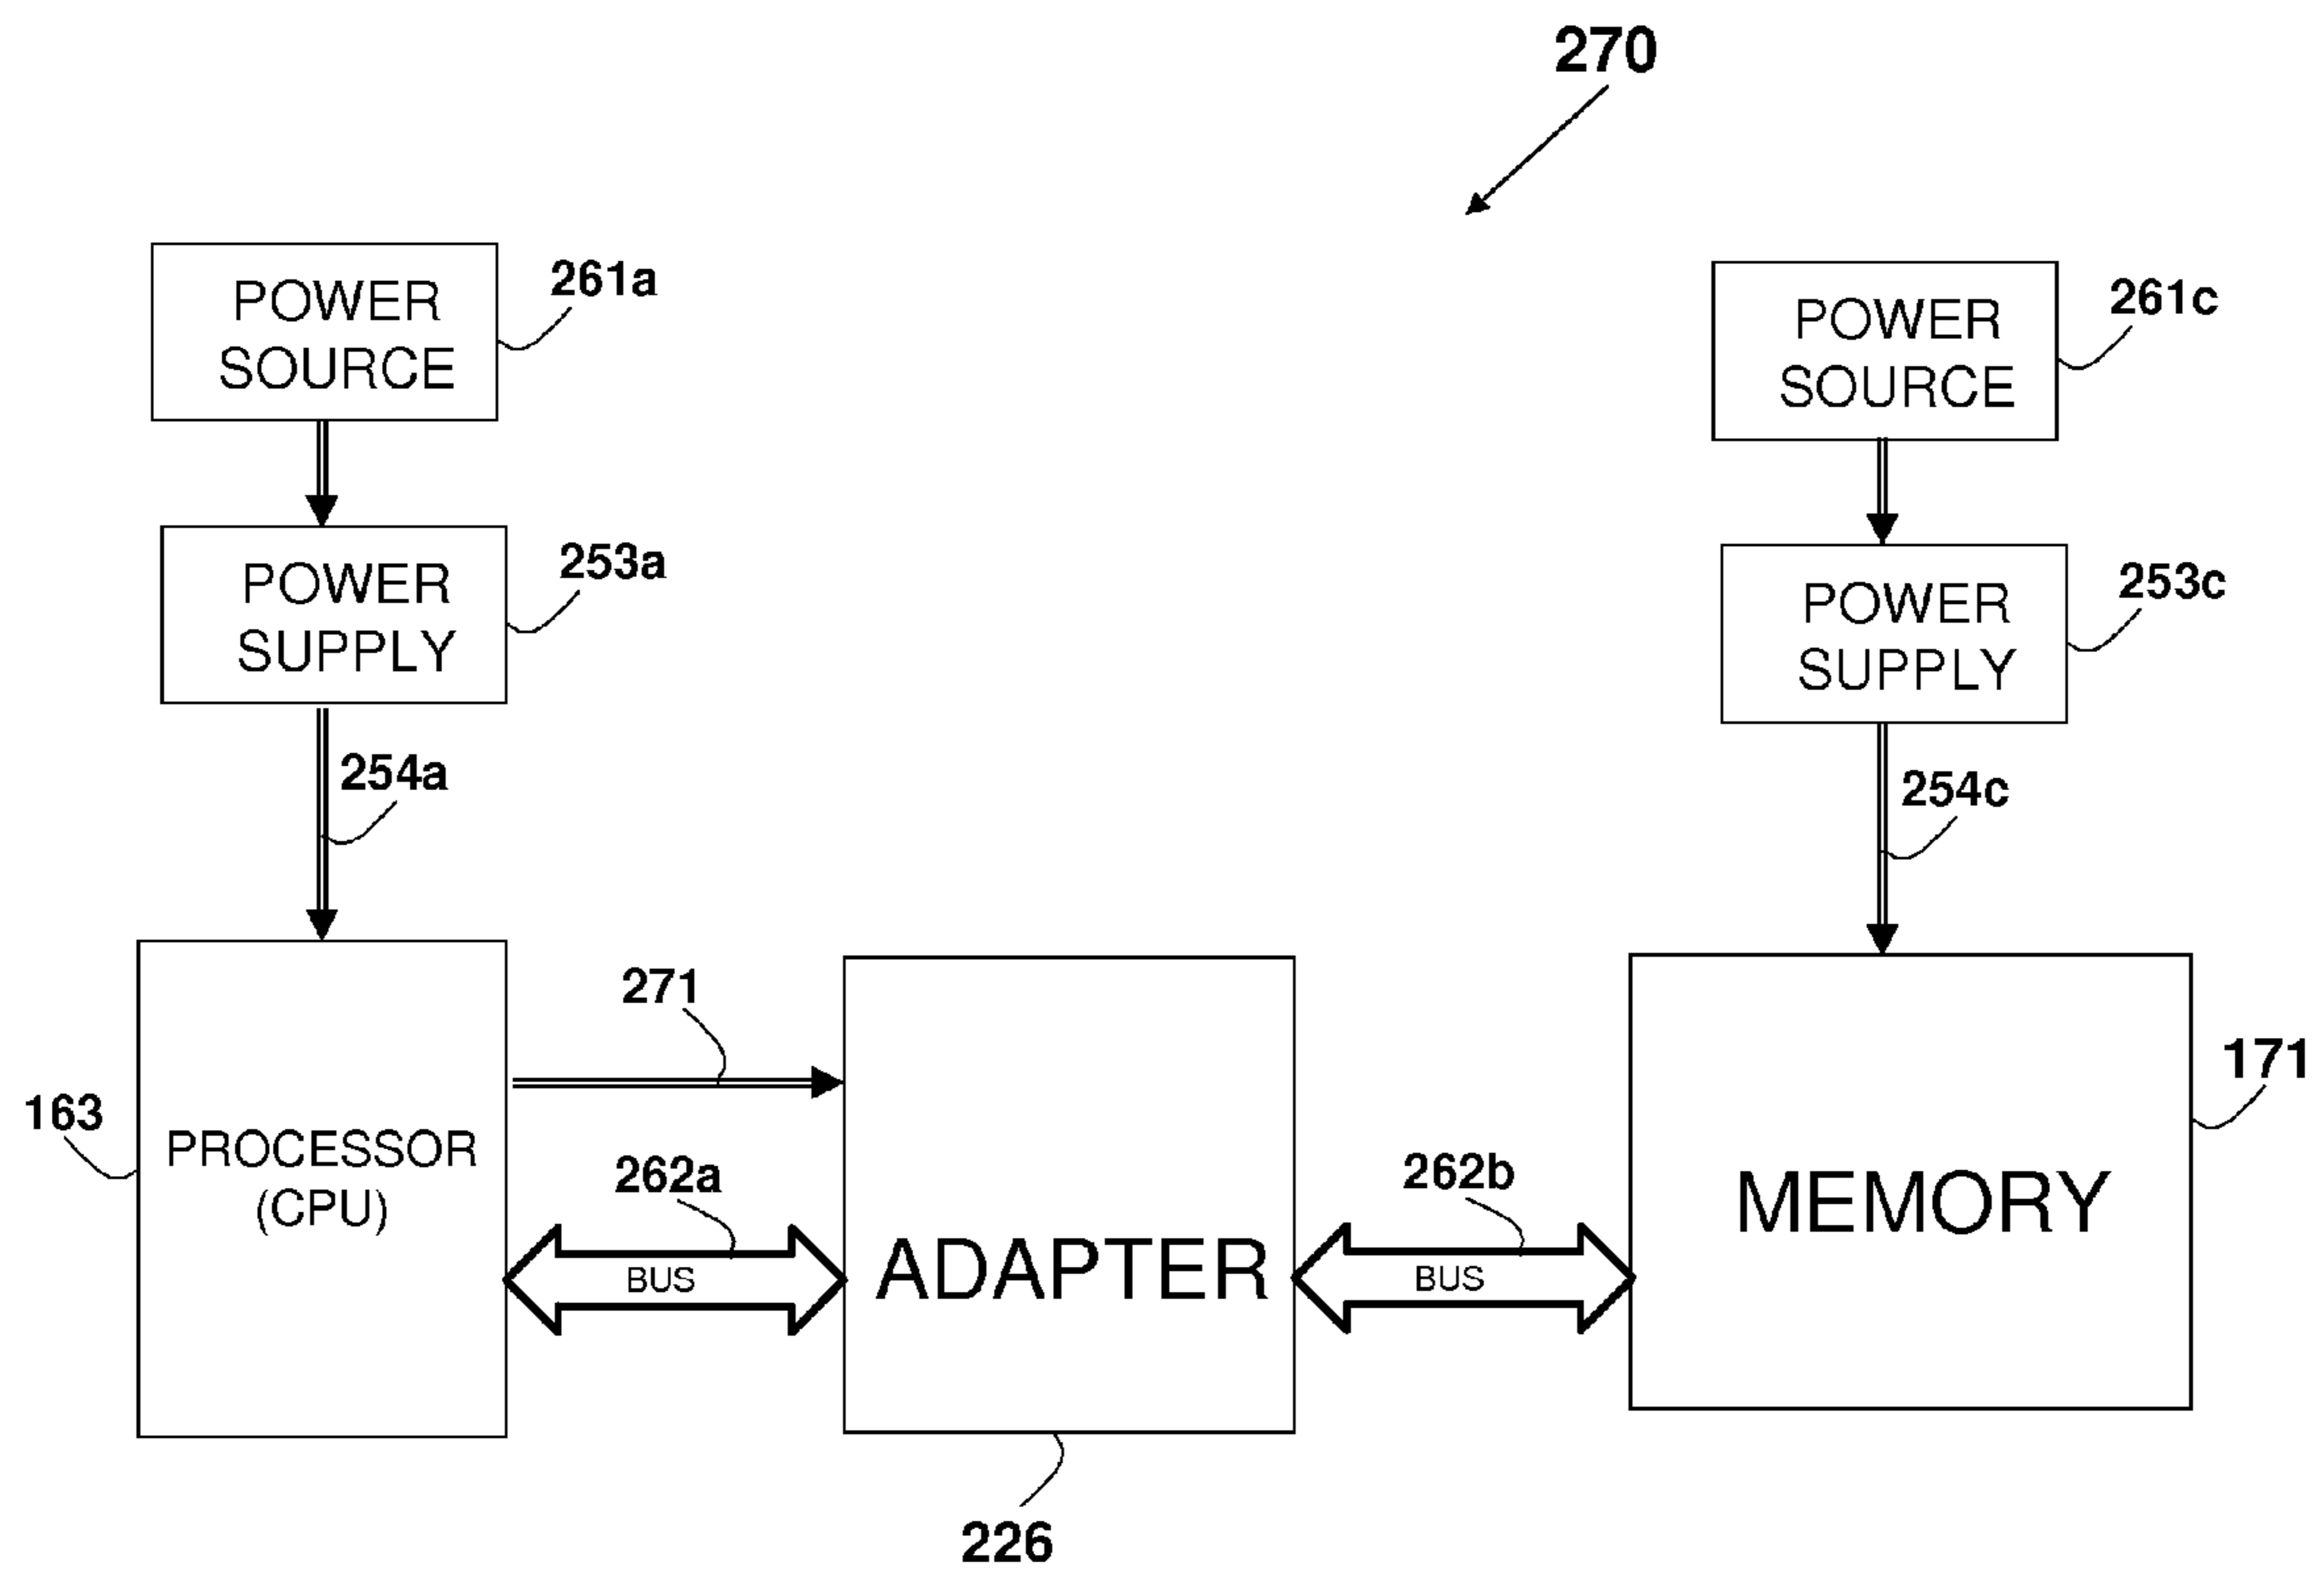 270
POWER
SOURCE
261a
POWER
SOURCE
261c
POWER
SUPPLY
253a
POWER
SUPPLY
253c
254a
254c
271
163
PROCESSOR
(CPU)
262a
BUS
ADAPTER
262b
BUS
MEMORY
171
226